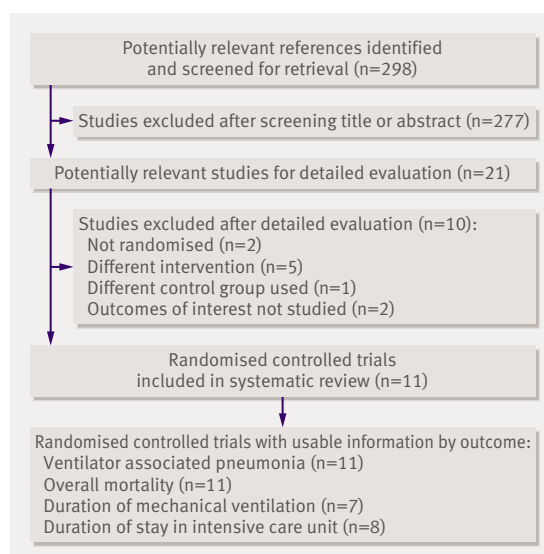 Potentially relevant references identified
and screened for retrieval (n=298)
Studies excluded after screening title or abstract (n=277)
Potentially relevant studies for detailed evaluation (n=21)
Studies excluded after detailed evaluation (n=10):
Not randomised (n=2)
Different intervention (n=5)
Different control group used (n=1)
Outcomes of interest not studied (n=2)
Randomised controlled trials
included in systematic review (n=11)
Randomised controlled trials with usable information by outcome:
Ventilator associated pneumonia (n=11)
Overall mortality (n=11)
Duration of mechanical ventilation (n=7)
Duration of stay in intensive care unit (n=8)